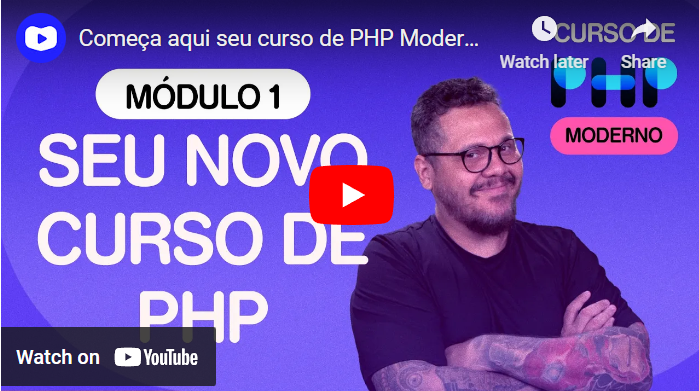 Começa aqui seu curso de PHP Moder...
Watch later
Share
CURSO DE
PHP
MODERNO
MÓDULO 1
SEU NOVO
CURSO DE
PHP
Watch on YouTube